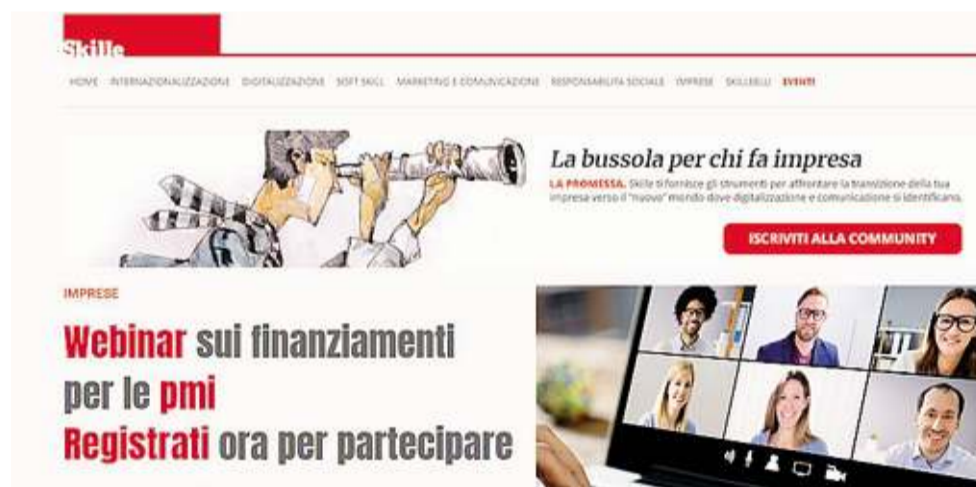 Skille
HOME INTERNAZIONALIZZAZIONE DIGITALIZZAZIONE SOFT SKILL MARKETING E COMUNICAZIONE RESPONSABILITÀ SOCIALE IMPRESE SKILLBILLI EVENTI
La bussola per chi fa impresa
LA PROMESSA. Skille ti fornisce gli strumenti per affrontare la transizione della tua
impresa verso il "nuovo" mondo dove digitalizzazione e comunicazione si identificano.
ISCRIVITI ALLA COMMUNITY
IMPRESE
Webinar sui finanziamenti
per le pmi
Registrati ora per partecipare